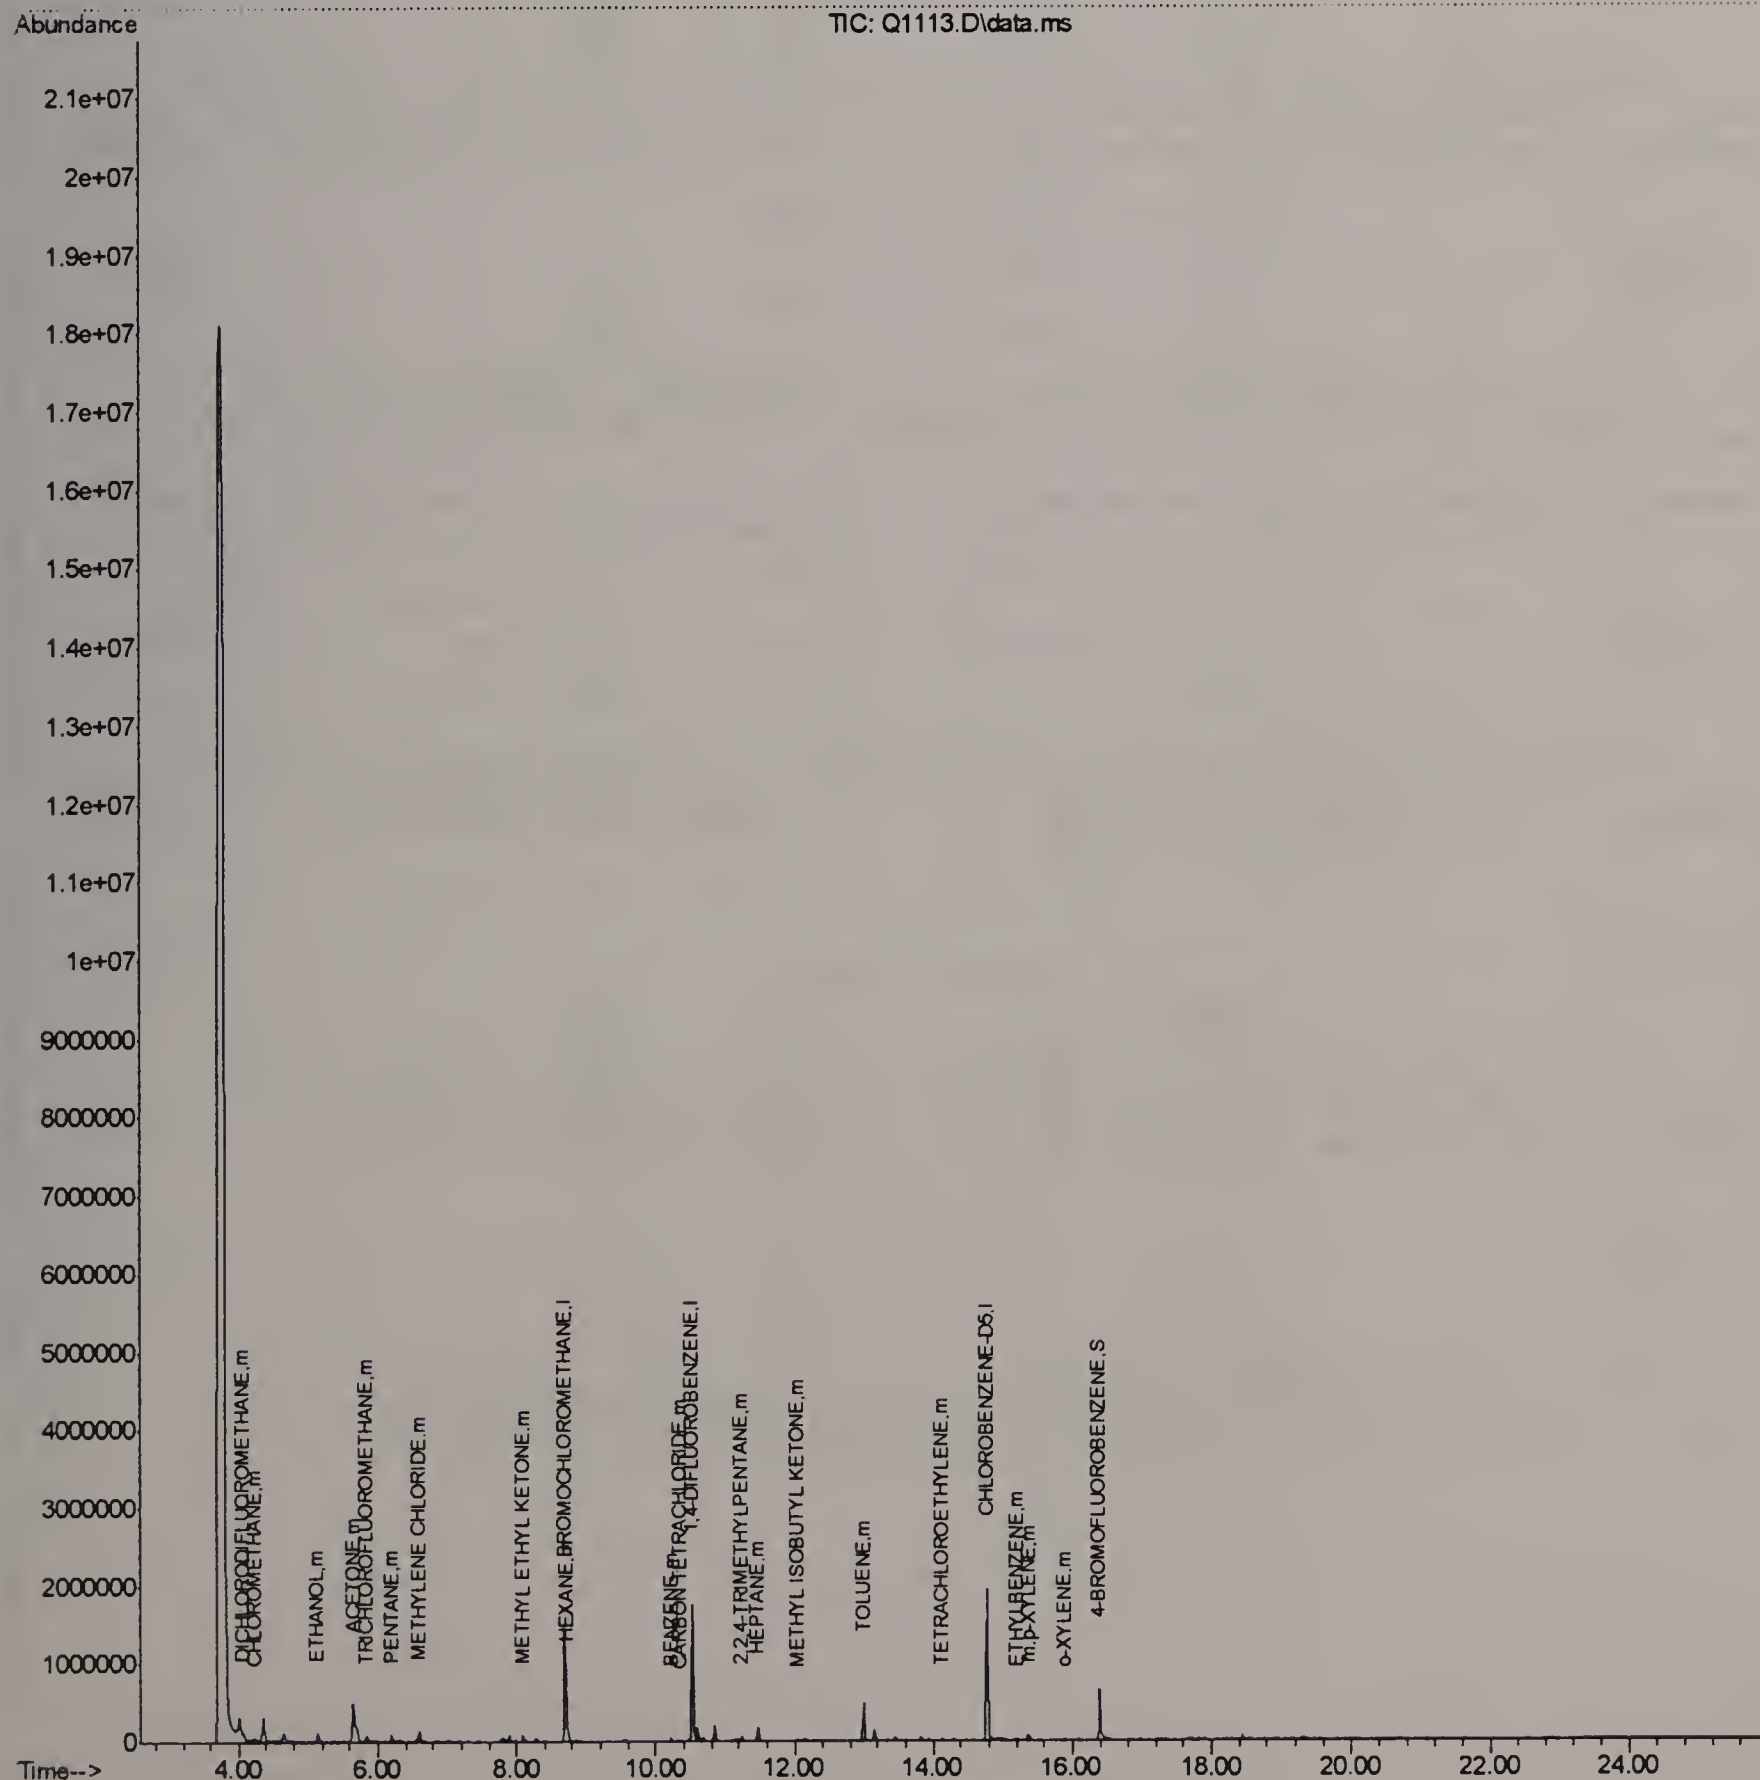 Abundance
TIC: Q1113.D\data.ms
2.1e+07
2e+07
1.9e+07
1.8e+07
1.7e+07
1.6e+07
1.5e+07
1.4e+07
1.3e+07
1.2e+07
1.1e+07
1e+07
9000000
8000000
7000000
6000000
5000000
4000000
3000000
2000000
1000000
0
DICHLORODIFLUOROMETHANE,m
CHLOROMETHANE,m
ETHANOL,m
ACETONE,m
TRICHLOROFLUOROMETHANE,m
PENTANE,m
METHYLENE CHLORIDE,m
METHYL ETHYL KETONE,m
HEXANE,BROMOCHLOROMETHANE,I
BENZENE,m
CARBON TETRACHLORIDE,m
1,4-DIFLUOROBENZENE,I
2,2,4-TRIMETHYLPENTANE,m
HEPTANE,m
METHYL ISOBUTYL KETONE,m
TOLUENE,m
TETRACHLOROETHYLENE,m
CHLOROBENZENE-D5,I
ETHYLBENZENE,m
m,p-XYLENE,m
o-XYLENE,m
4-BROMOFLUOROBENZENE,S
Time--> 4.00 6.00 8.00 10.00 12.00 14.00 16.00 18.00 20.00 22.00 24.00